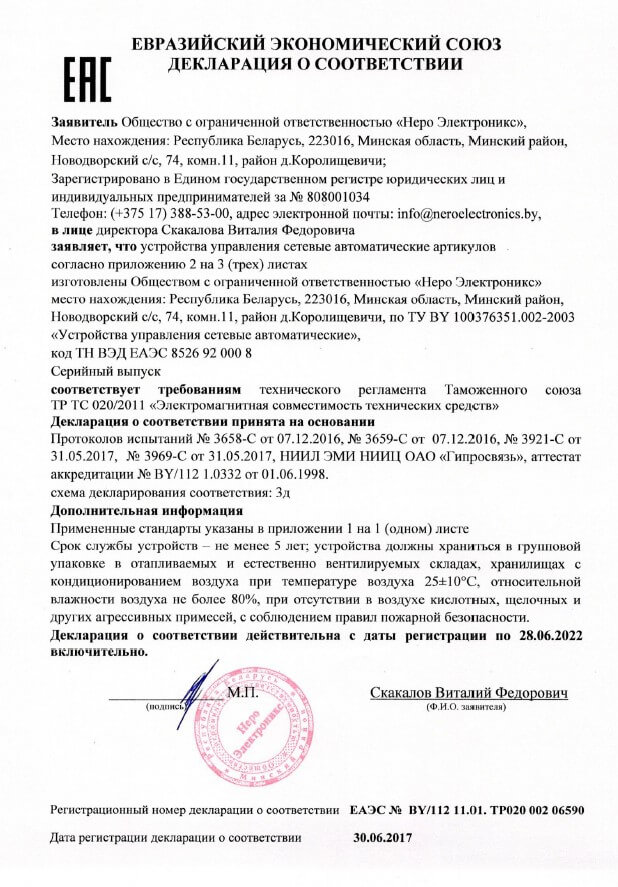 ЕВРАЗИЙСКИЙ ЭКОНОМИЧЕСКИЙ СОЮЗ
ДЕКЛАРАЦИЯ О СООТВЕТСТВИИ
ЕАС
Заявитель Общество с ограниченной ответственностью «Неро Электроникс»,
Место нахождения: Республика Беларусь, 223016, Минская область, Минский район,
Новодворский с/с, 74, комн.11, район д.Королищевичи;
Зарегистрировано в Едином государственном регистре юридических лиц и
индивидуальных предпринимателей за № 808001034
Телефон: (+375 17) 388-53-00, адрес электронной почты: info@neroelectronics.by,
в лице директора Скакалова Виталия Федоровича
заявляет, что устройства управления сетевые автоматические артикулов
согласно приложению 2 на 3 (трех) листах
изготовлены Обществом с ограниченной ответственностью «Неро Электроникс»
место нахождения: Республика Беларусь, 223016, Минская область, Минский район,
Новодворский с/с, 74, комн.11, район д.Королищевичи, по ТУ BY 100376351.002-2003
«Устройства управления сетевые автоматические»,
код ТН ВЭД ЕАЭС 8526 92 000 8
Серийный выпуск
соответствует требованиям технического регламента Таможенного союза
ТР ТС 020/2011 «Электромагнитная совместимость технических средств»
Декларация о соответствии принята на основании
Протоколов испытаний № 3658-С от 07.12.2016, № 3659-С от 07.12.2016, № 3921-С от
31.05.2017, № 3969-С от 31.05.2017, НИИЛ ЭМИ НИИЦ ОАО «Гипросвязь», аттестат
аккредитации № BY/112 1.0332 от 01.06.1998.
схема декларирования соответствия: 3д
Дополнительная информация
Примененные стандарты указаны в приложении 1 на 1 (одном) листе
Срок службы устройств – не менее 5 лет; устройства должны храниться в групповой
упаковке в отапливаемых и естественно вентилируемых складах, хранилищах с
кондиционированием воздуха при температуре воздуха 25±10°С, относительной
влажности воздуха не более 80%, при отсутствии в воздухе кислотных, щелочных и
других агрессивных примесей, с соблюдением правил пожарной безопасности.
Декларация о соответствии действительна с даты регистрации по 28.06.2022
включительно.
М.П.
Скакалов Виталий Федорович
(подпись)
(Ф.И.О. заявителя)
Неро
Электроникс
Регистрационный номер декларации о соответствии ЕАЭС № BY/112 11.01. ТР020 002 06590
Дата регистрации декларации о соответствии 30.06.2017